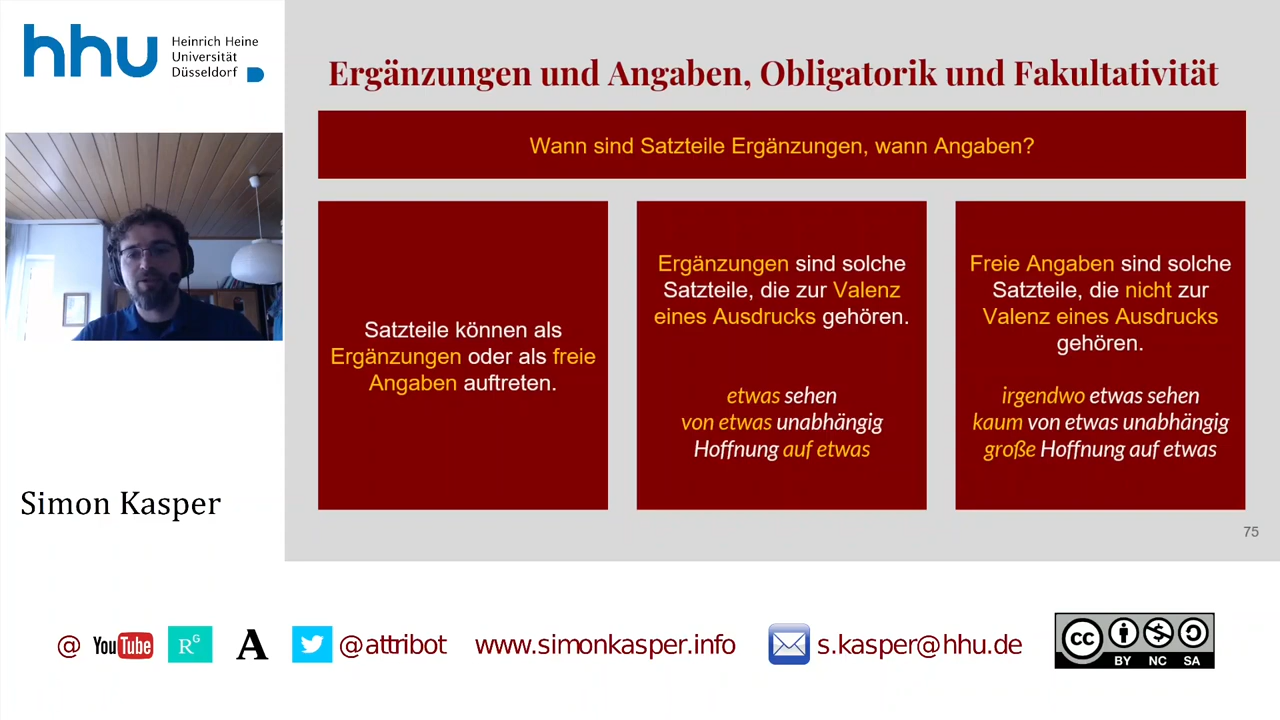 hhu
Heinrich Heine
Universität
Düsseldorf
Ergänzungen und Angaben, Obligatorik und Fakultativität
Wann sind Satzteile Ergänzungen, wann Angaben?
Satzteile können als
Ergänzungen oder als freie
Angaben auftreten.
Ergänzungen sind solche
Satzteile, die zur Valenz
eines Ausdrucks gehören.
etwas sehen
von etwas unabhängig
Hoffnung auf etwas
Freie Angaben sind solche
Satzteile, die nicht zur
Valenz eines Ausdrucks
gehören.
irgendwo etwas sehen
kaum von etwas unabhängig
große Hoffnung auf etwas
75
Simon Kasper
@ YouTube RG A @attribot www.simonkasper.info s.kasper@hhu.de
cc BY NC SA